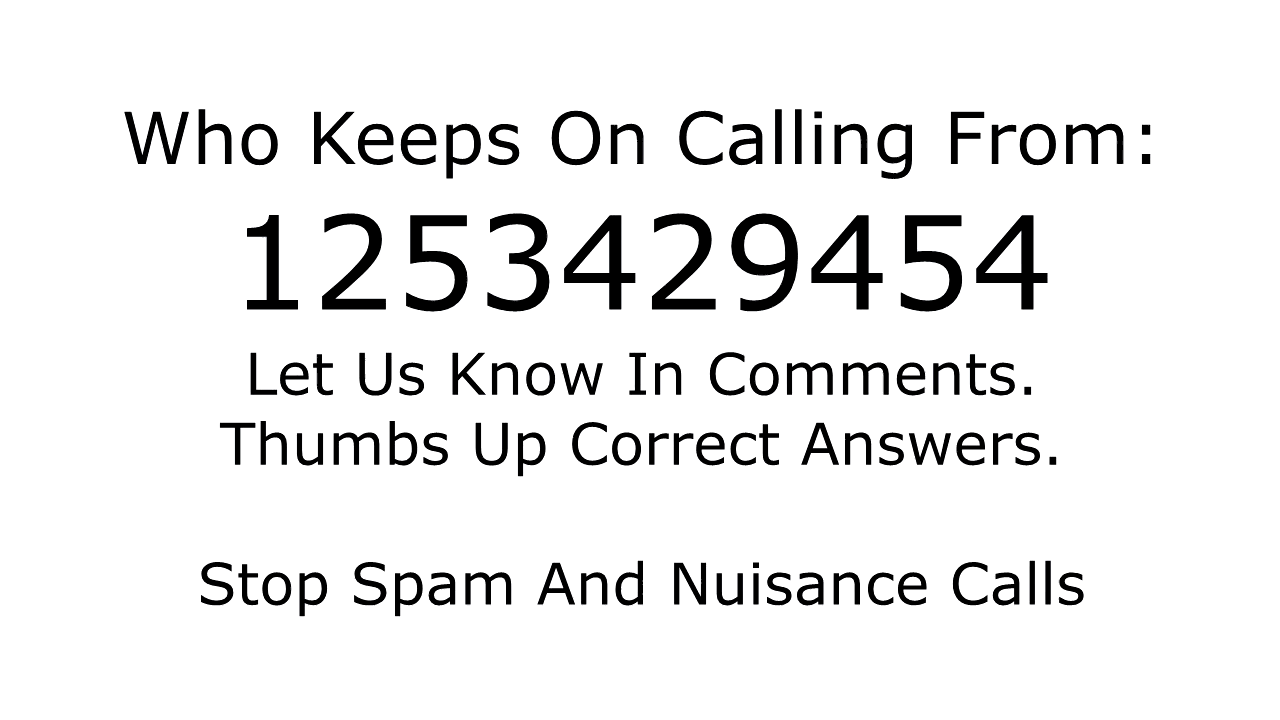 Who Keeps On Calling From:
1253429454
Let Us Know In Comments.
Thumbs Up Correct Answers.
Stop Spam And Nuisance Calls